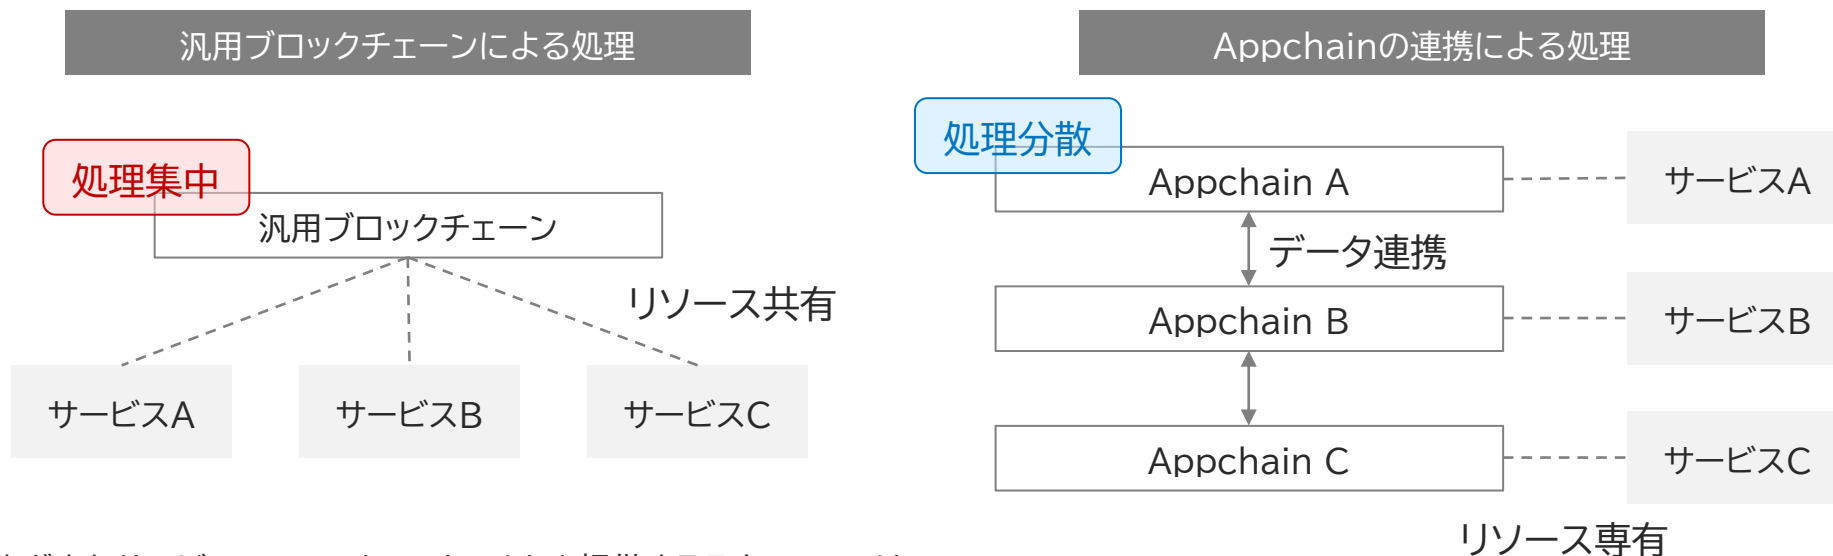 汎用ブロックチェーンによる処理
処理集中
汎用ブロックチェーン
リソース共有
サービスA
サービスB
サービスC
Appchainの連携による処理
処理分散
Appchain A
サービスA
データ連携
Appchain B
サービスB
Appchain C
サービスC
リソース専有